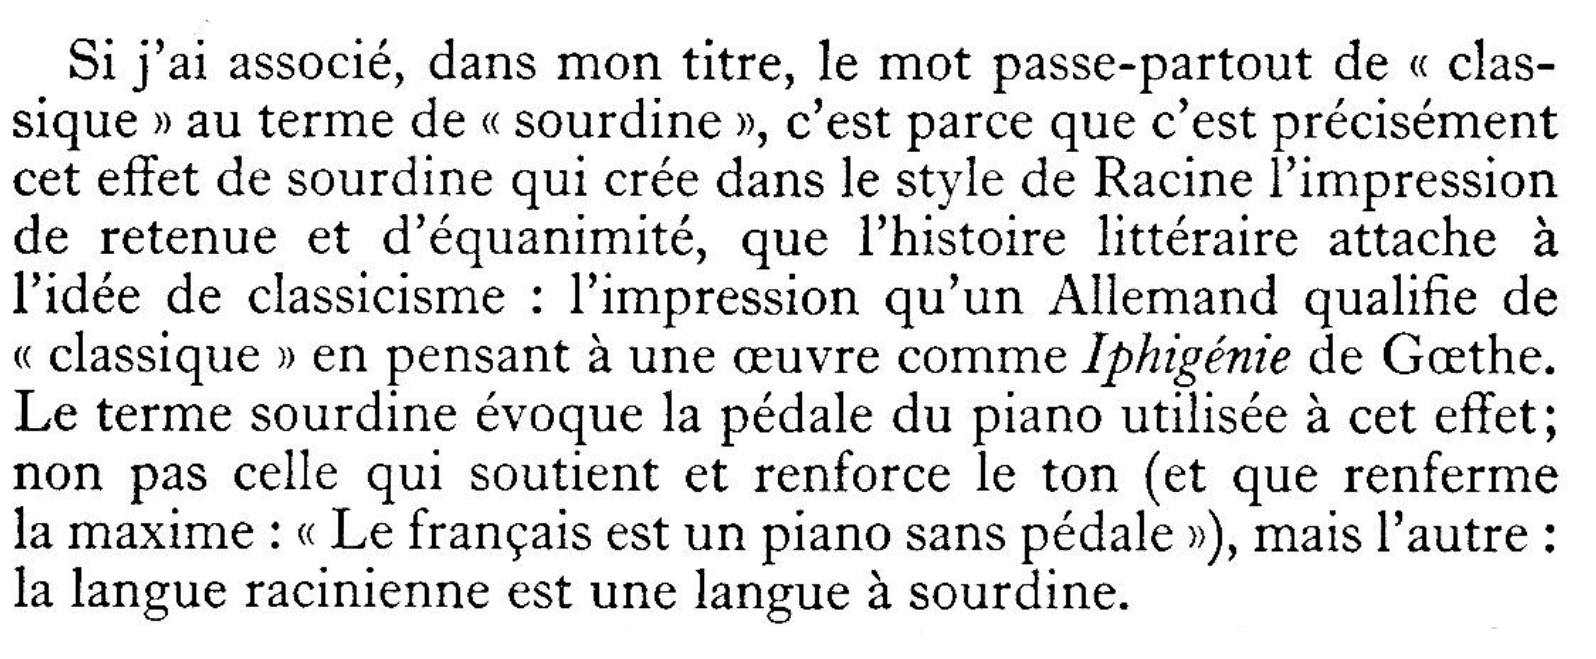 Si j'ai associé, dans mon titre, le mot passe-partout de « clas-
sique » au terme de « sourdine », c'est parce que c'est précisément
cet effet de sourdine qui crée dans le style de Racine l'impression
de retenue et d'équanimité, que l'histoire littéraire attache à
l'idée de classicisme : l'impression qu'un Allemand qualifie de
« classique » en pensant à une œuvre comme Iphigénie de Gœthe.
Le terme sourdine évoque la pédale du piano utilisée à cet effet;
non pas celle qui soutient et renforce le ton (et que renferme
la maxime : « Le français est un piano sans pédale »), mais l'autre :
la langue racinienne est une langue à sourdine.